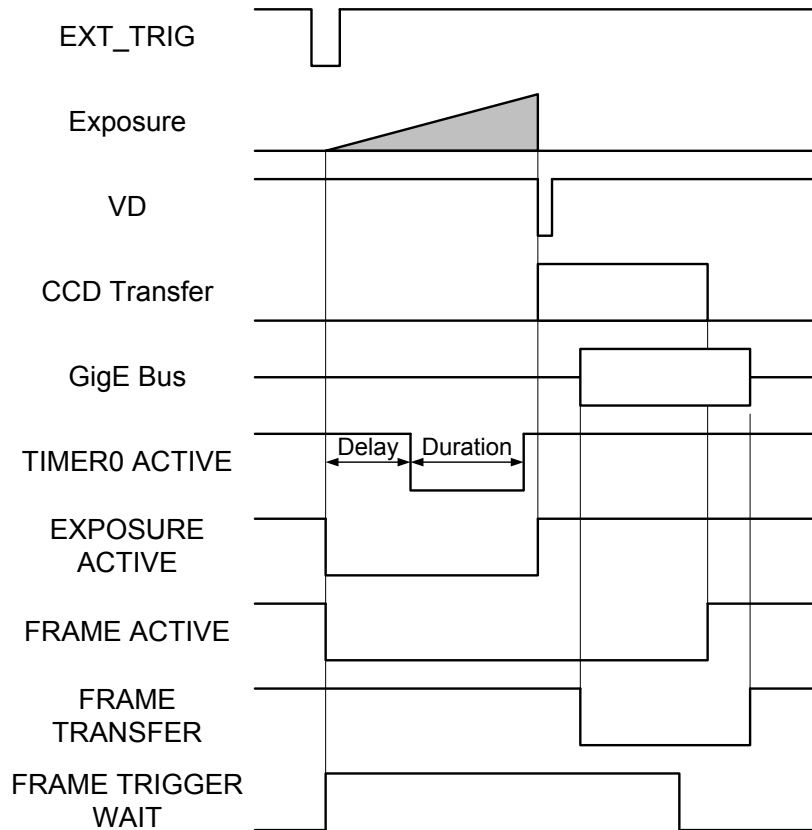 EXT_TRIG
Exposure
VD
CCD Transfer
GigE Bus
TIMER0 ACTIVE
Delay
Duration
EXPOSURE
ACTIVE
FRAME ACTIVE
FRAME
TRANSFER
FRAME TRIGGER
WAIT